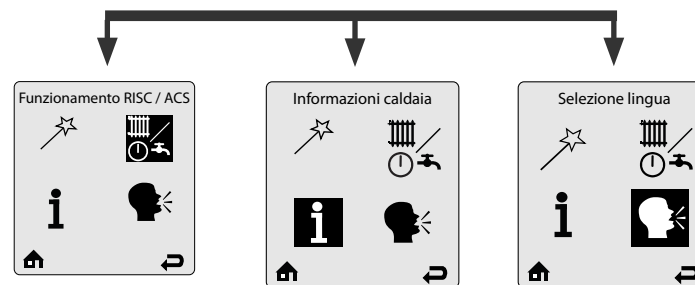 Funzionamento RISC / ACS
Informazioni caldaia
Selezione lingua